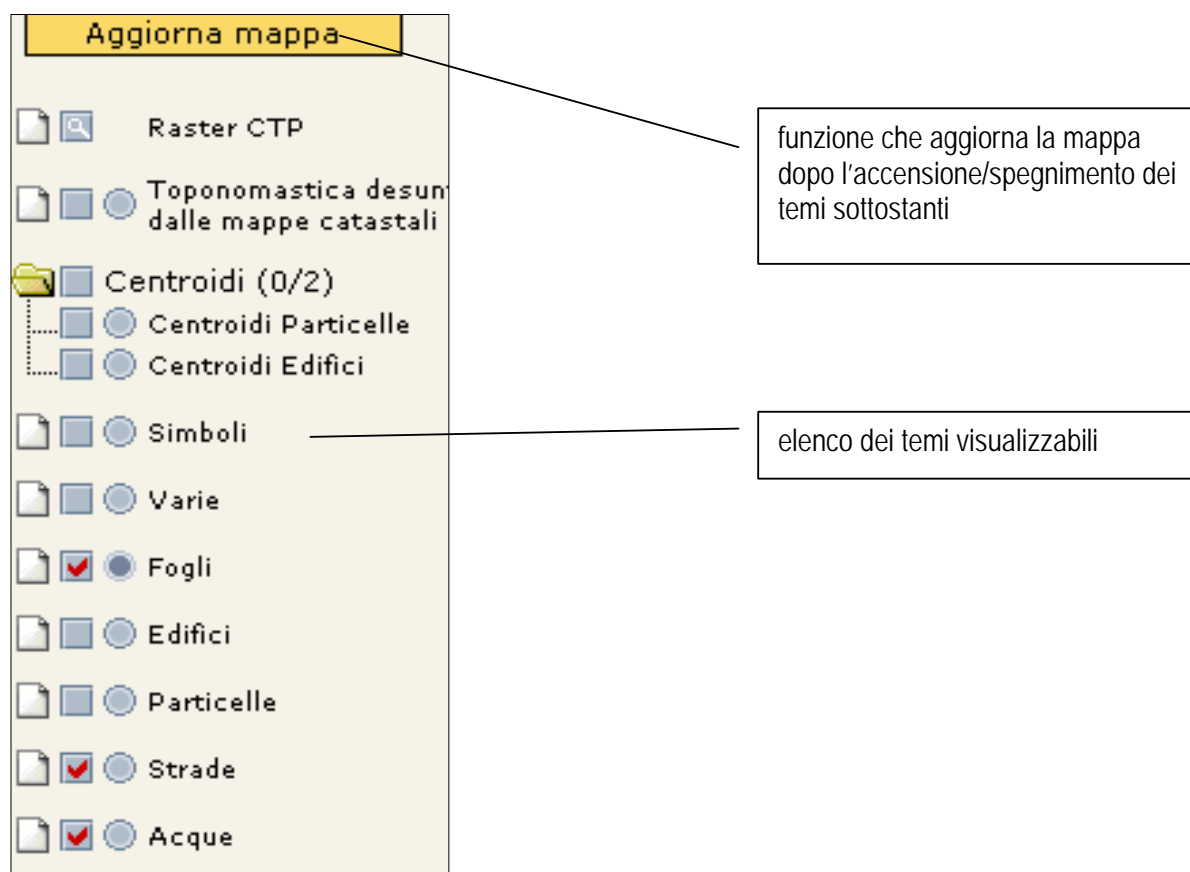 Aggiorna mappa
Raster CTP
Toponomastica desun
dalle mappe catastali
Centroidi (0/2)
Centroidi Particelle
Centroidi Edifici
Simboli
Varie
Fogli
Edifici
Particelle
Strade
Acque
funzione che aggiorna la mappa
dopo l'accensione/spegnimento dei
temi sottostanti
elenco dei temi visualizzabili